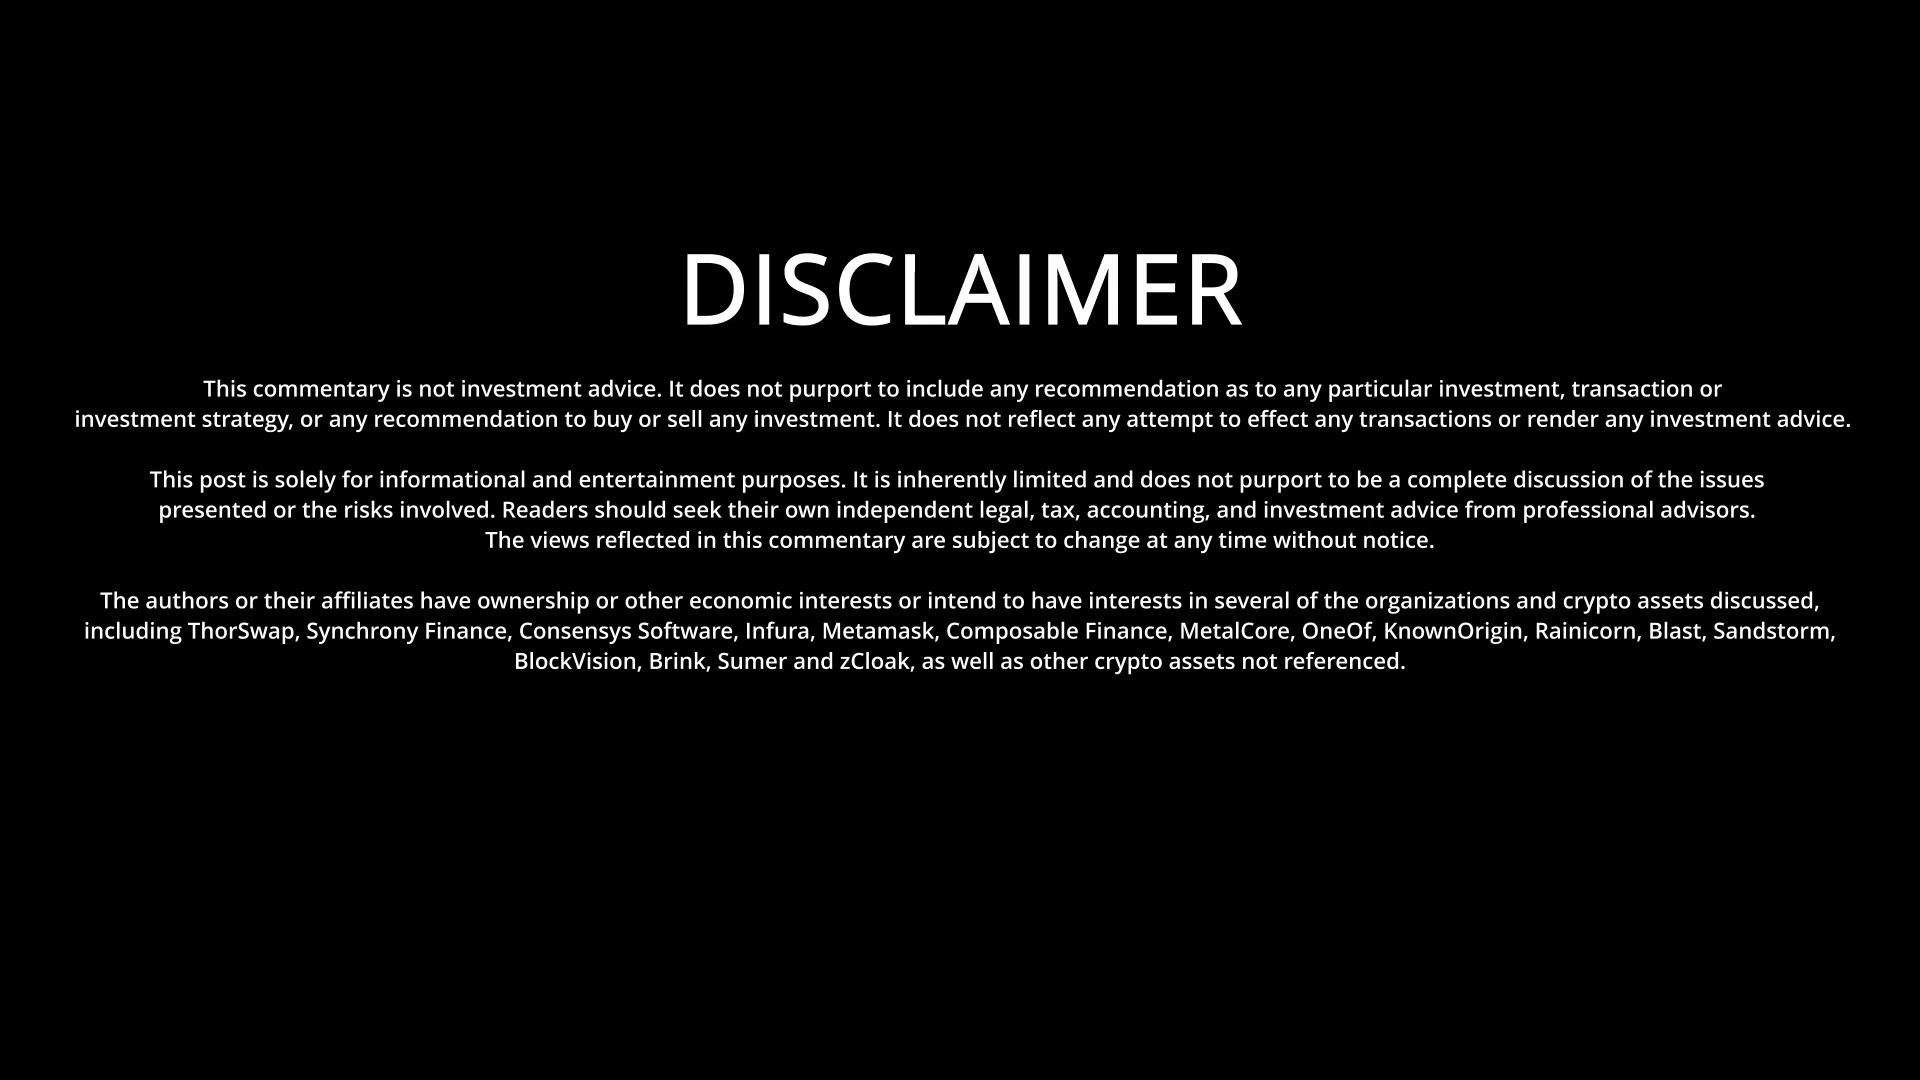 DISCLAIMER
This commentary is not investment advice. It does not purport to include any recommendation as to any particular investment, transaction or
investment strategy, or any recommendation to buy or sell any investment. It does not reflect any attempt to effect any transactions or render any investment advice.
This post is solely for informational and entertainment purposes. It is inherently limited and does not purport to be a complete discussion of the issues
presented or the risks involved. Readers should seek their own independent legal, tax, accounting, and investment advice from professional advisors.
The views reflected in this commentary are subject to change at any time without notice.
The authors or their affiliates have ownership or other economic interests or intend to have interests in several of the organizations and crypto assets discussed,
including ThorSwap, Synchrony Finance, Consensys Software, Infura, Metamask, Composable Finance, MetalCore, OneOf, KnownOrigin, Rainicorn, Blast, Sandstorm,
BlockVision, Brink, Sumer and zCloak, as well as other crypto assets not referenced.